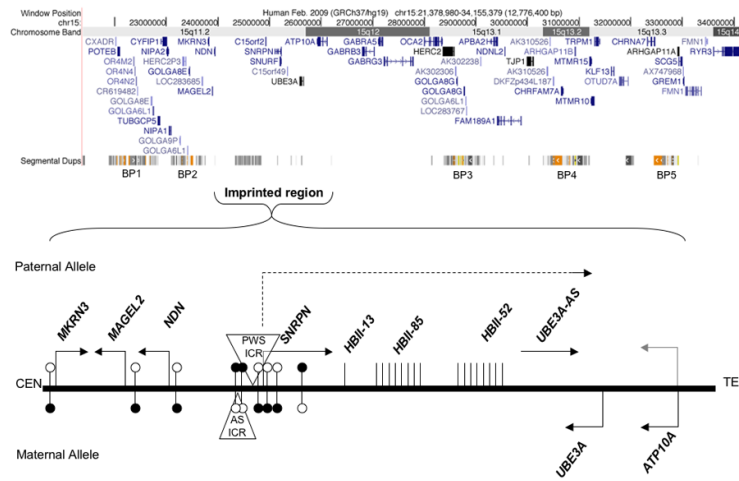 Window Position Human Feb. 2009 (GRCh37/hg19) chr15:21,378,980-34,155,379 (12,776,400 bp)
chr15: 23000000 24000000 25000000 26000000 27000000 28000000 29000000 30000000 31000000 32000000 33000000 34000000
Chromosome Band 15q11.2 15q12 15q13.1 15q13.2 15q13.3 15q14
CXADR CYFIP1 MKRN3 C15orf2 ATP10A GABRA5 OCA2 APBA2 AK310526 TRPM1 CHRNA7 FMN1
POTEB NIPA2 NDN SNRPN GABRB3 HERC2 NDNL2 ARHGAP11B ARHGAP11A RYR3
OR4M2 HERC2P3 SNURF GABRG3 AK302238 TJP1 MTMR15 SCG5
OR4N4 GOLGA8E C15orf49 AK302306 AK310526 KLF13 AX747968
OR4N2 LOC283685 UBE3A GOLGA8G DKFZp434L187 OTUD7A GREM1
CR619482 MAGEL2 GOLGA8G CHRFAM7A FMN1
GOLGA8E GOLGA6L1 MTMR10
GOLGA6L1 LOC283767
TUBGCP5 FAM189A1
NIPA1
GOLGA9P
GOLGA6L1
Segmental Dups
BP1 BP2 BP3 BP4 BP5
Imprinted region
Paternal Allele
MKRN3 MAGEL2 NDN SNRPN HBII-13 HBII-85 HBII-52 UBE3A-AS
PWS
ICR
CEN TE
AS
ICR
Maternal Allele UBE3A ATP10A